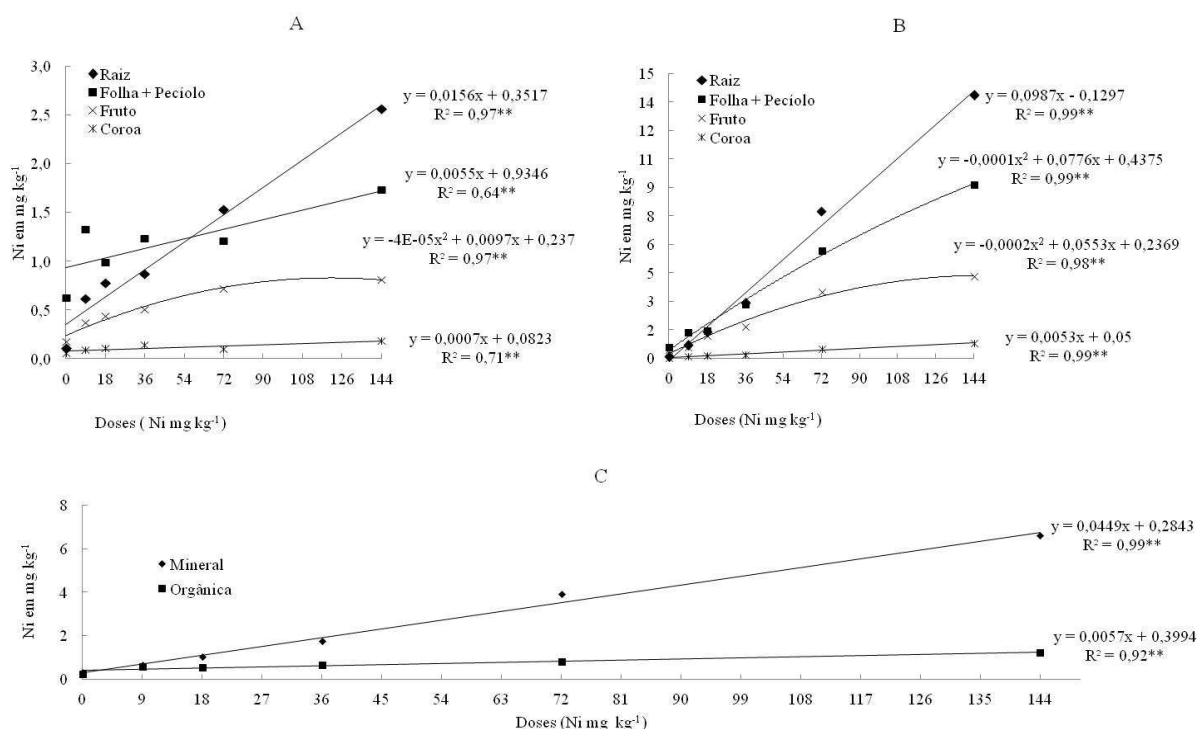 A
Ni em mg kg⁻¹
3,0
2,5
2,0
1,5
1,0
0,5
0,0
Raiz
Folha + Pecíolo
Fruto
Coroa
y = 0,0156x + 0,3517
R² = 0,97**
y = 0,0055x + 0,9346
R² = 0,64**
y = -4E-05x² + 0,0097x + 0,237
R² = 0,97**
y = 0,0007x + 0,0823
R² = 0,71**
0 18 36 54 72 90 108 126 144
Doses ( Ni mg kg⁻¹)
B
Ni em mg kg⁻¹
15
14
12
11
9
8
6
5
3
2
0
Raiz
Folha + Pecíolo
Fruto
Coroa
y = 0,0987x - 0,1297
R² = 0,99**
y = -0,0001x² + 0,0776x + 0,4375
R² = 0,99**
y = -0,0002x² + 0,0553x + 0,2369
R² = 0,98**
y = 0,0053x + 0,05
R² = 0,99**
0 18 36 54 72 90 108 126 144
Doses (Ni mg kg⁻¹)
C
Ni em mg kg⁻¹
8
6
4
2
0
Mineral
Orgânica
y = 0,0449x + 0,2843
R² = 0,99**
y = 0,0057x + 0,3994
R² = 0,92**
0 9 18 27 36 45 54 63 72 81 90 99 108 117 126 135 144
Doses (Ni mg kg⁻¹)